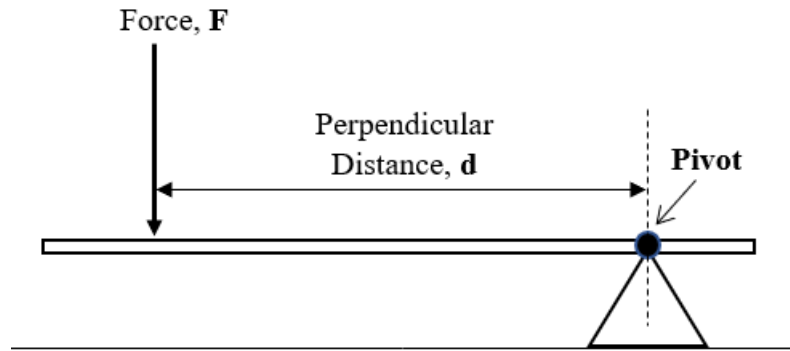 Force, F
Perpendicular
Distance, d
Pivot